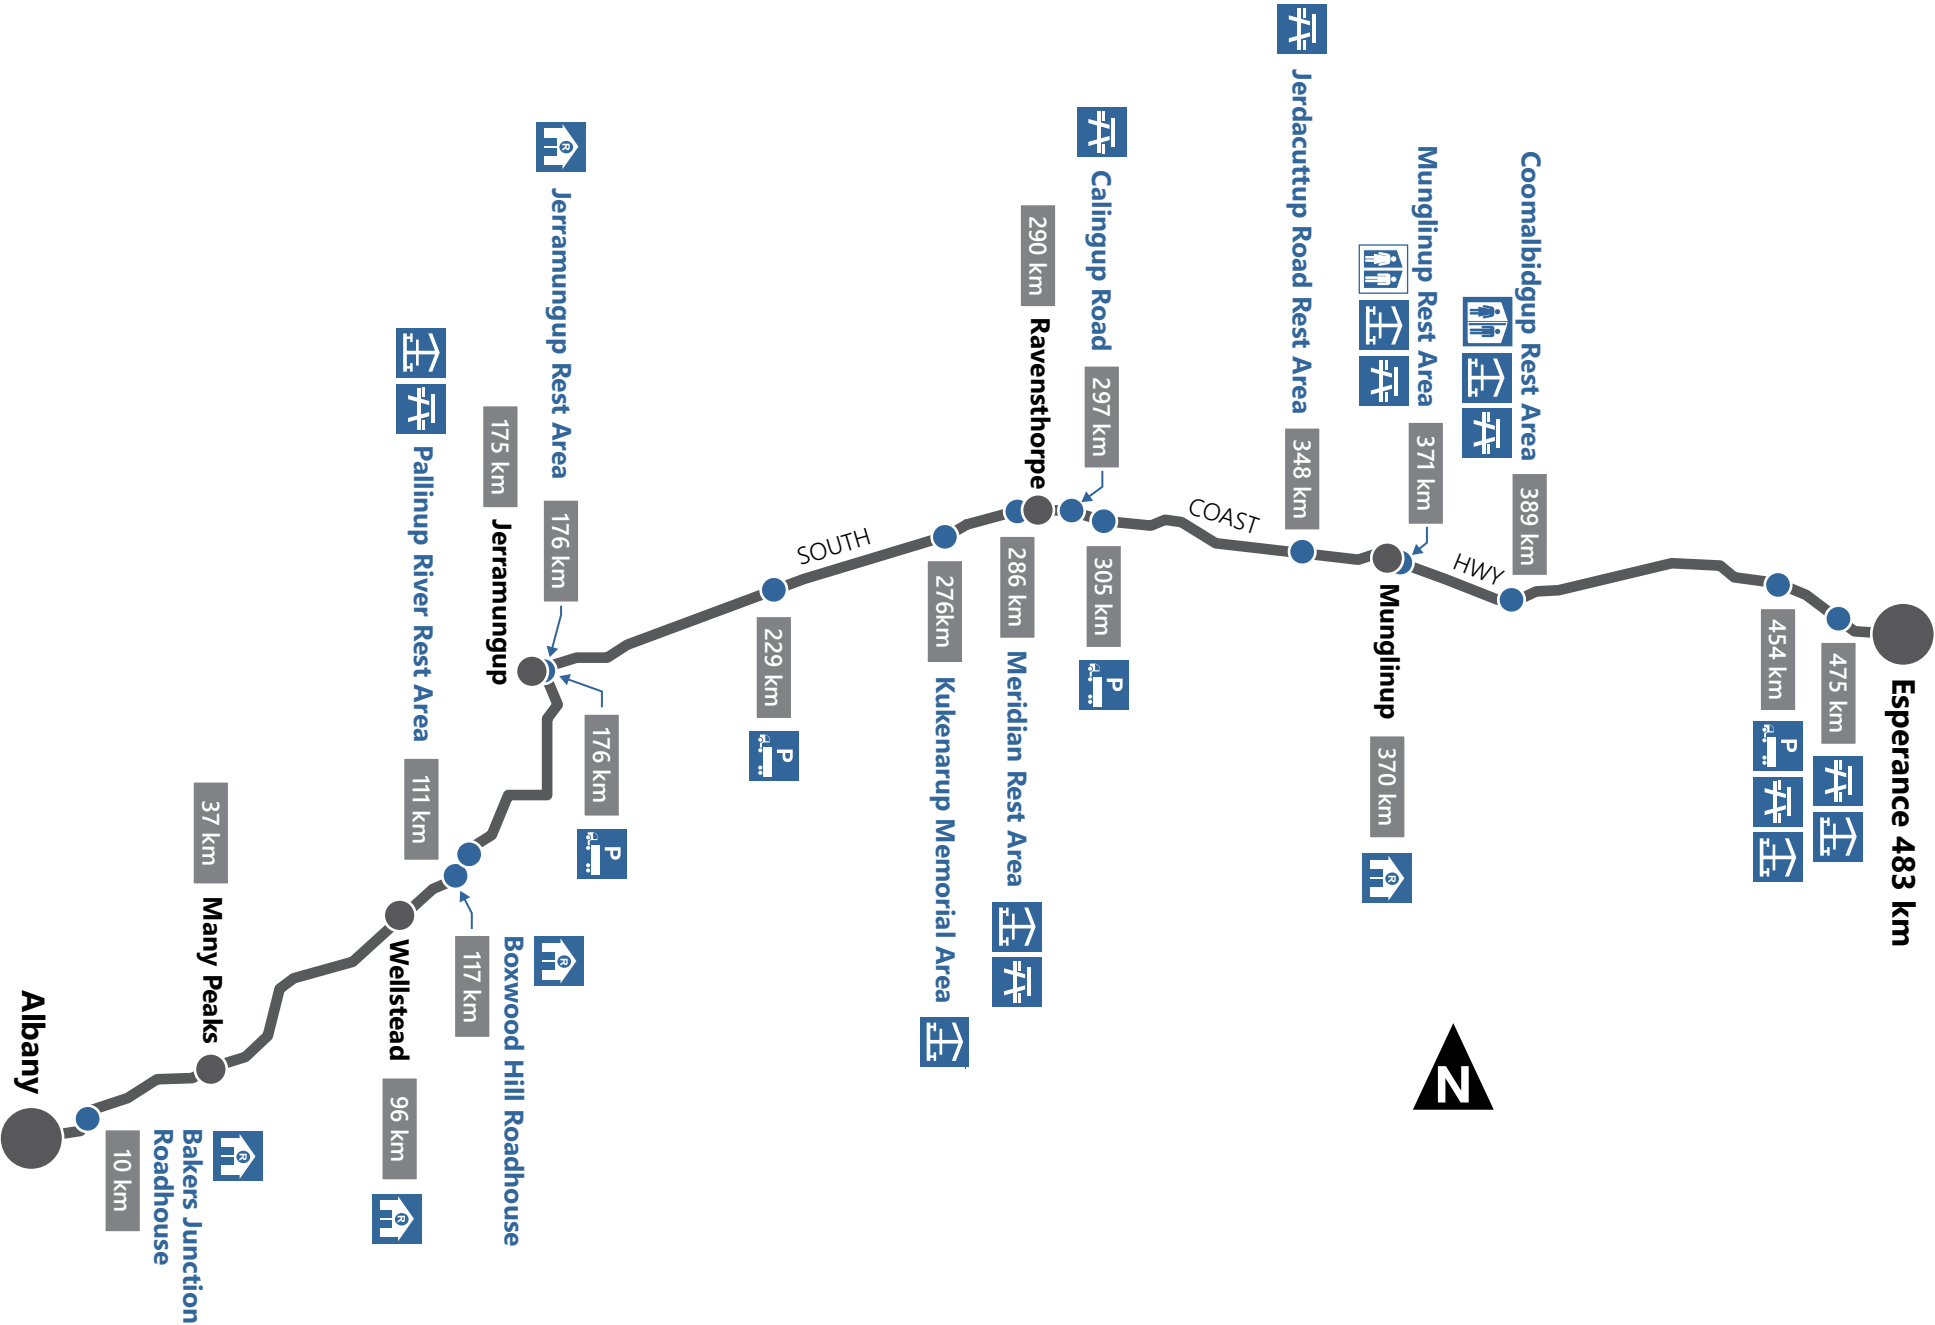 Jerdacuttup Road Rest Area
348 km
Munglinup Rest Area
371 km
Coomalbidgup Rest Area
389 km
Calingup Road
297 km
290 km
Ravensthorpe
R
Jerramungup Rest Area
176 km
175 km
Jerramungup
Pallinup River Rest Area
111 km
37 km
Many Peaks
Albany
SOUTH
COAST
HWY
Esperance 483 km
475 km
454 km
P
Munglinup
370 km
R
305 km
P
286 km
Meridian Rest Area
276km
Kukenarup Memorial Area
229 km
P
176 km
P
R
Boxwood Hill Roadhouse
117 km
Wellstead
96 km
R
R
Bakers Junction
Roadhouse
10 km
N